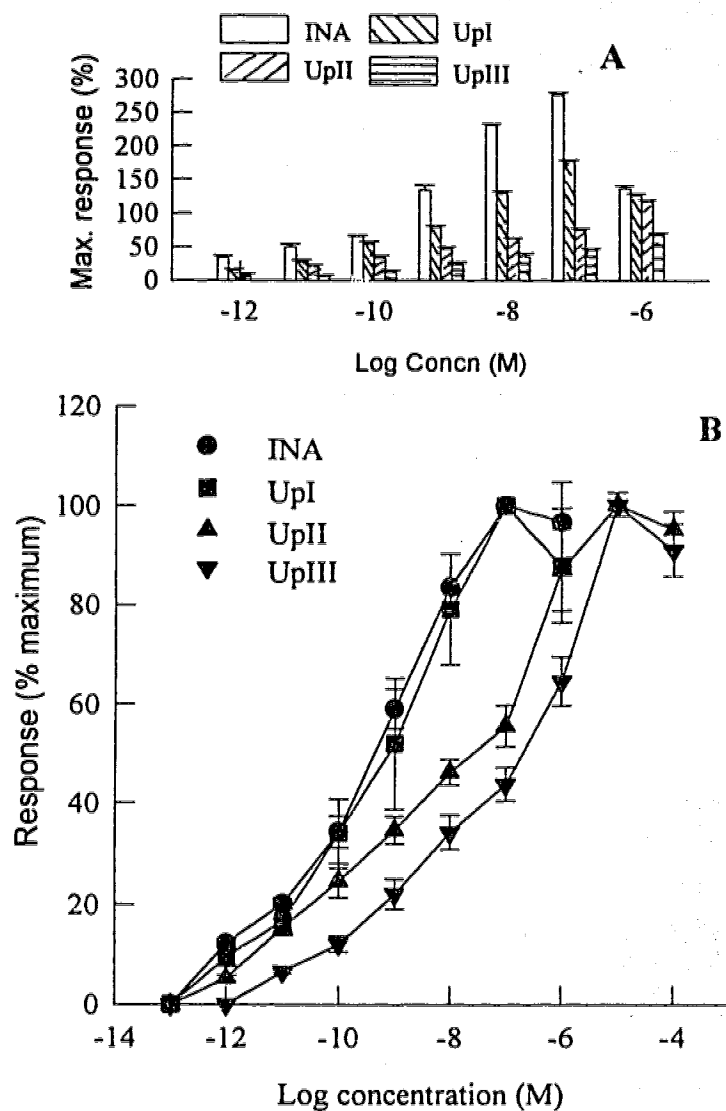 INA UpI
UpII UpIII
A
Max. response (%)
300
250
200
150
100
50
0
-12 -10 -8 -6
Log Concn (M)
B
Response (% maximum)
120
100
80
60
40
20
0
INA
UpI
UpII
UpIII
-14 -12 -10 -8 -6 -4
Log concentration (M)